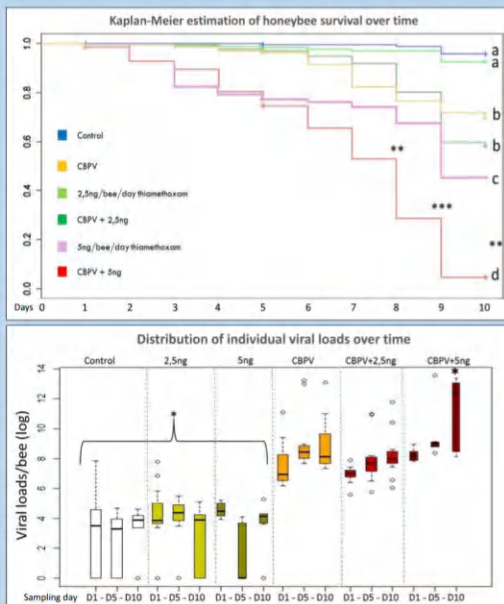 Kaplan-Meier estimation of honeybee survival over time
1.0
0.8
0.6
0.4
0.2
0.0
a
a
b
b
c
d
**
***
**
Control
CBPV
2,5ng/bee/day thiamethoxam
CBPV + 2,5ng
5ng/bee/day thiamethoxam
CBPV + 5ng
Days 0 1 2 3 4 5 6 7 8 9 10
Distribution of individual viral loads over time
Control 2,5ng 5ng CBPV CBPV+2,5ng CBPV+5ng
*
*
Viral loads/bee (log)
14
12
10
8
6
4
2
0
Sampling day D1 - D5 - D10 D1 - D5 - D10 D1 - D5 - D10 D1 - D5 - D10 D1 - D5 - D10 D1 - D5 - D10